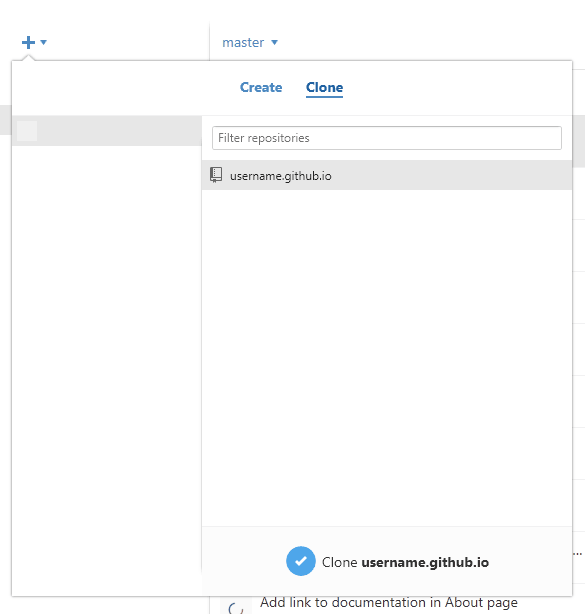 master
Create Clone
Filter repositories
username.github.io
Clone username.github.io
...
Add link to documentation in About page